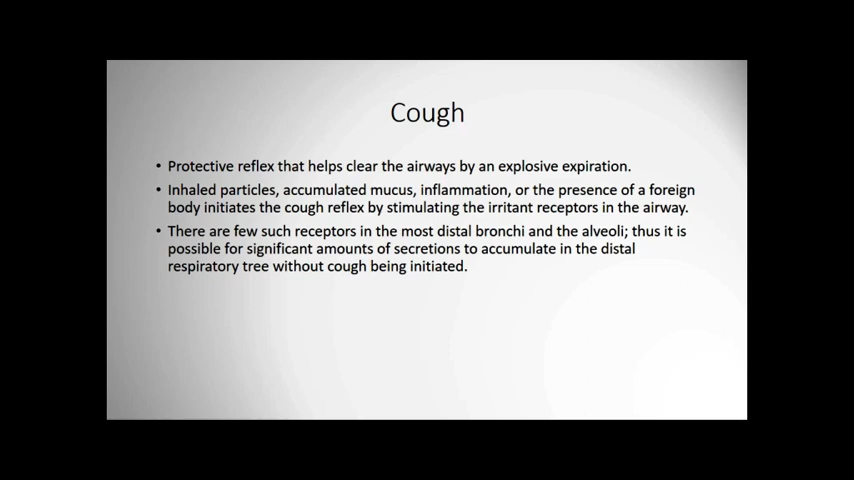 Cough
• Protective reflex that helps clear the airways by an explosive expiration.
• Inhaled particles, accumulated mucus, inflammation, or the presence of a foreign
body initiates the cough reflex by stimulating the irritant receptors in the airway.
• There are few such receptors in the most distal bronchi and the alveoli; thus it is
possible for significant amounts of secretions to accumulate in the distal
respiratory tree without cough being initiated.